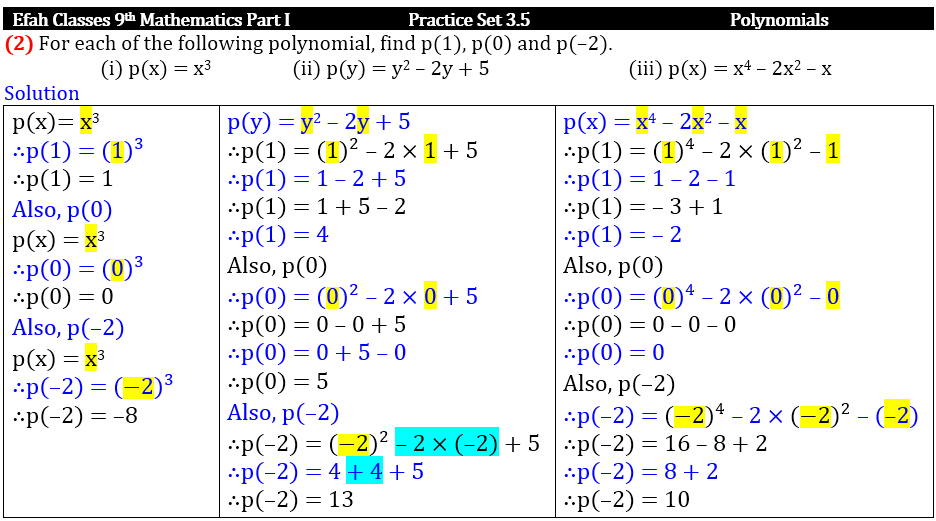 Efah Classes 9th Mathematics Part I Practice Set 3.5 Polynomials
(2) For each of the following polynomial, find p(1), p(0) and p(–2).
(i) p(x) = x³ (ii) p(y) = y² – 2y + 5 (iii) p(x) = x⁴ – 2x² – x
Solution
p(x)= x³
∴p(1) = (1)³
∴p(1) = 1
Also, p(0)
p(x) = x³
∴p(0) = (0)³
∴p(0) = 0
Also, p(–2)
p(x) = x³
∴p(–2) = (−2)³
∴p(–2) = –8
p(y) = y² – 2y + 5
∴p(1) = (1)² – 2 × 1 + 5
∴p(1) = 1 – 2 + 5
∴p(1) = 1 + 5 – 2
∴p(1) = 4
Also, p(0)
∴p(0) = (0)² – 2 × 0 + 5
∴p(0) = 0 – 0 + 5
∴p(0) = 0 + 5 – 0
∴p(0) = 5
Also, p(–2)
∴p(–2) = (−2)² – 2 × (–2) + 5
∴p(–2) = 4 + 4 + 5
∴p(–2) = 13
p(x) = x⁴ – 2x² – x
∴p(1) = (1)⁴ – 2 × (1)² – 1
∴p(1) = 1 – 2 – 1
∴p(1) = – 3 + 1
∴p(1) = – 2
Also, p(0)
∴p(0) = (0)⁴ – 2 × (0)² – 0
∴p(0) = 0 – 0 – 0
∴p(0) = 0
Also, p(–2)
∴p(–2) = (−2)⁴ – 2 × (−2)² – (–2)
∴p(–2) = 16 – 8 + 2
∴p(–2) = 8 + 2
∴p(–2) = 10